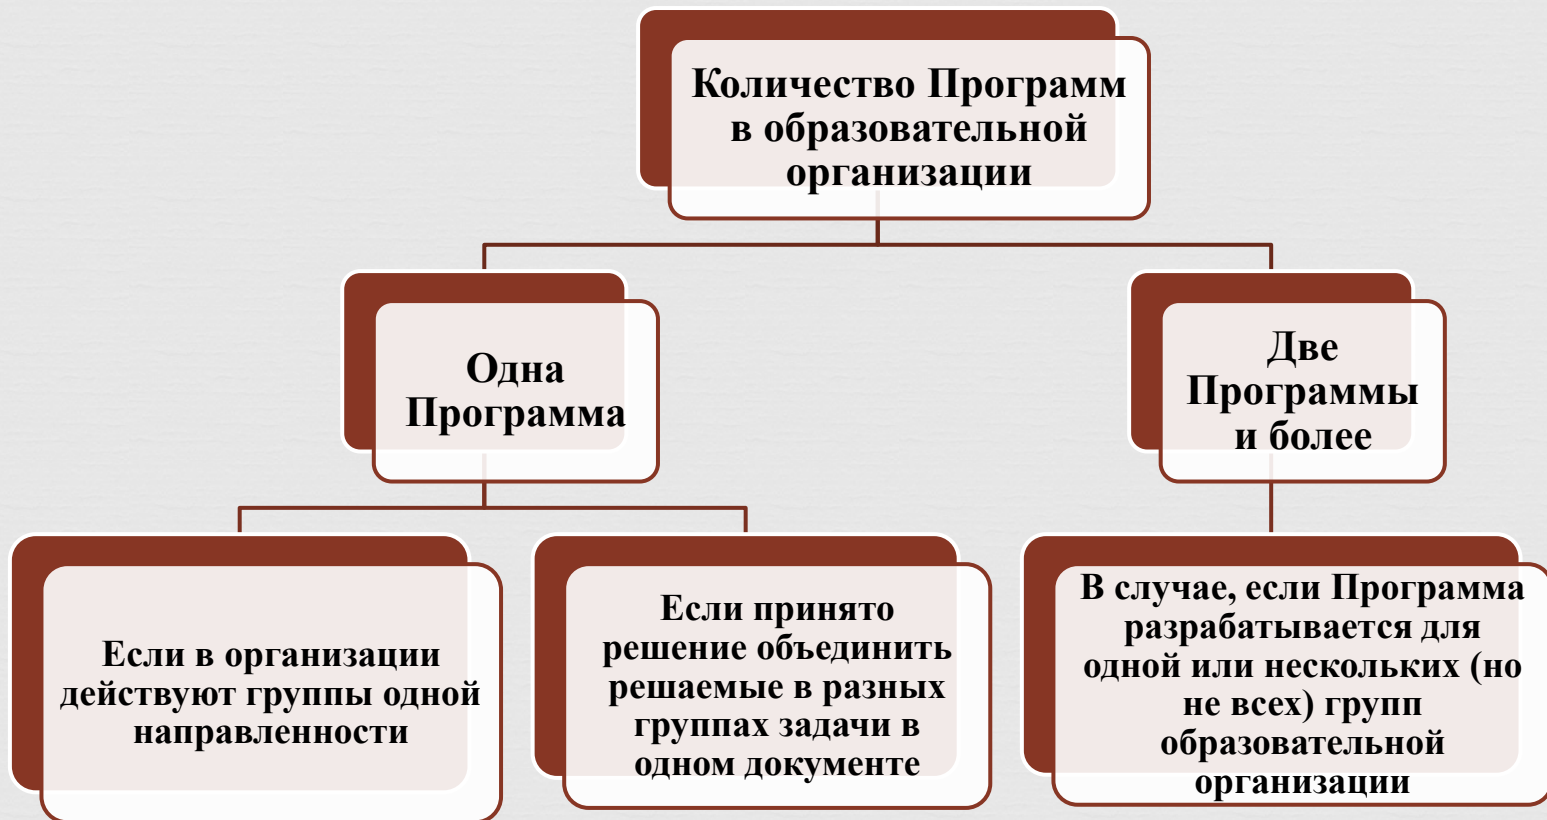 Количество Программ
в образовательной
организации
Одна
Программа
Две
Программы
и более
Если в организации
действуют группы одной
направленности
Если принято
решение объединить
решаемые в разных
группах задачи в
одном документе
В случае, если Программа
разрабатывается для
одной или нескольких (но
не всех) групп
образовательной
организации